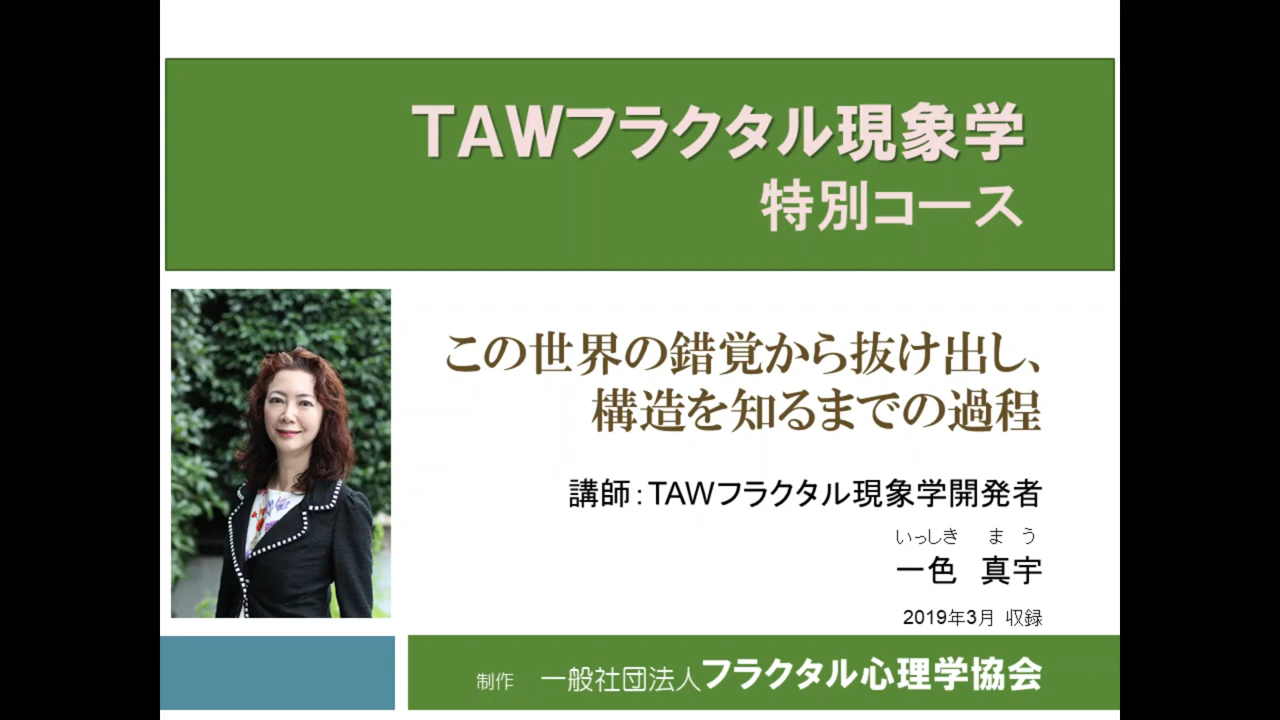 TAWフラクタル現象学
特別コース
この世界の錯覚から抜け出し、
構造を知るまでの過程
講師：TAWフラクタル現象学開発者
いっしき　ま　う
一色　真宇
2019年3月 収録
制作　一般社団法人フラクタル心理学協会